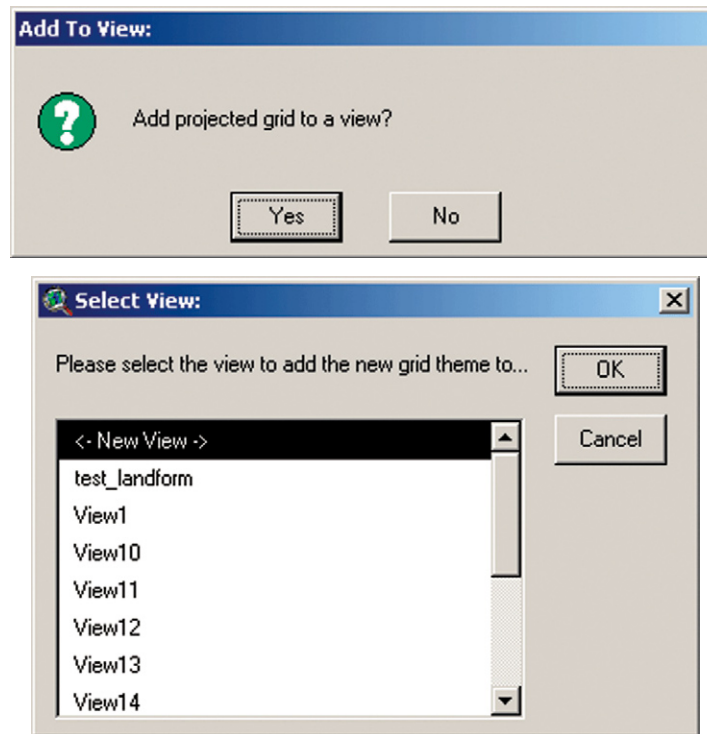 Add To View:
Add projected grid to a view?
Yes No
Select View:
Please select the view to add the new grid theme to...
OK
<- New View ->
Cancel
test_landform
View1
View10
View11
View12
View13
View14